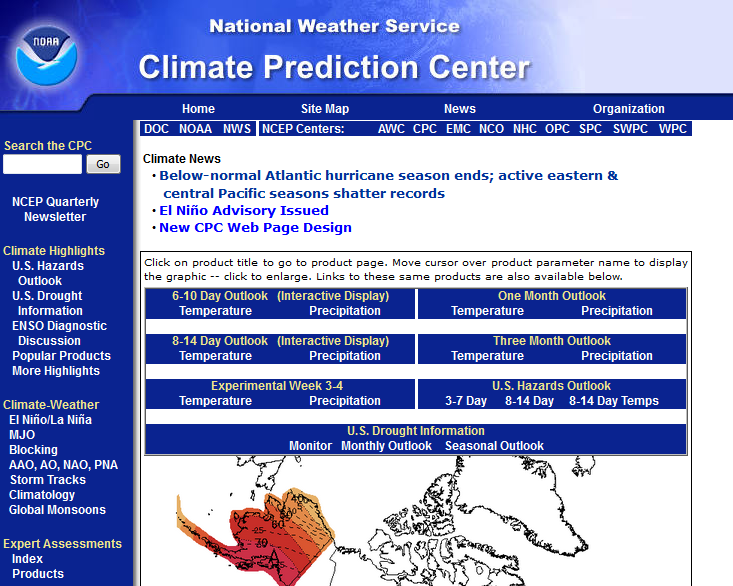 NOAA
National Weather Service
Climate Prediction Center
Home Site Map News Organization
DOC NOAA NWS NCEP Centers: AWC CPC EMC NCO NHC OPC SPC SWPC WPC
Search the CPC
Go
NCEP Quarterly
Newsletter
Climate Highlights
U.S. Hazards
Outlook
U.S. Drought
Information
ENSO Diagnostic
Discussion
Popular Products
More Highlights
Climate-Weather
El Niño/La Niña
MJO
Blocking
AAO, AO, NAO, PNA
Storm Tracks
Climatology
Global Monsoons
Expert Assessments
Index
Products
Climate News
• Below-normal Atlantic hurricane season ends; active eastern &
central Pacific seasons shatter records
• El Niño Advisory Issued
• New CPC Web Page Design
Click on product title to go to product page. Move cursor over product parameter name to display
the graphic -- click to enlarge. Links to these same products are also available below.
6-10 Day Outlook (Interactive Display) One Month Outlook
Temperature Precipitation Temperature Precipitation
8-14 Day Outlook (Interactive Display) Three Month Outlook
Temperature Precipitation Temperature Precipitation
Experimental Week 3-4 U.S. Hazards Outlook
Temperature Precipitation 3-7 Day 8-14 Day 8-14 Day Temps
U.S. Drought Information
Monitor Monthly Outlook Seasonal Outlook
70
A